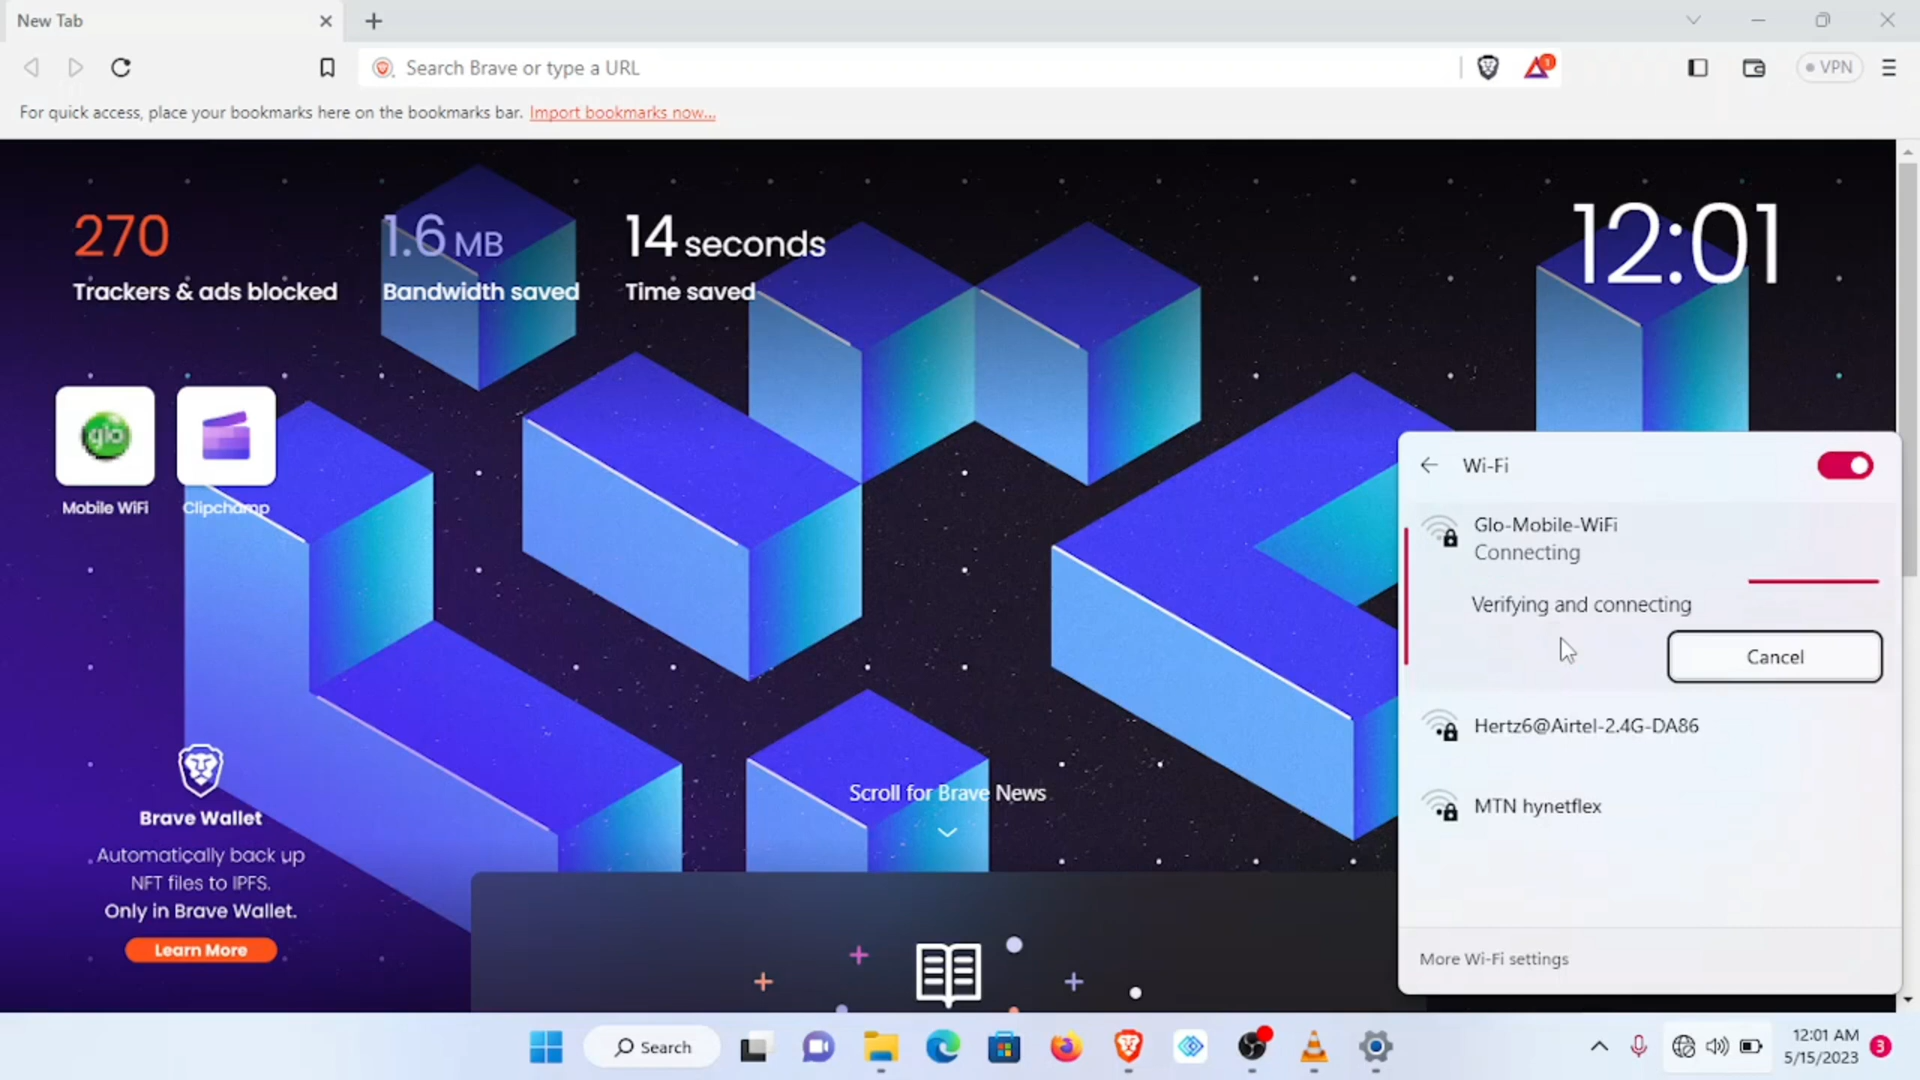 New Tab
Search Brave or type a URL
1
VPN
For quick access, place your bookmarks here on the bookmarks bar. Import bookmarks now...
270
Trackers & ads blocked
1.6 MB
Bandwidth saved
14 seconds
Time saved
12:01
glo
Mobile WiFi
Clipchamp
Wi-Fi
Glo-Mobile-WiFi
Connecting
Verifying and connecting
Cancel
Hertz6@Airtel-2.4G-DA86
MTN hynetflex
More Wi-Fi settings
Brave Wallet
Automatically back up
NFT files to IPFS.
Only in Brave Wallet.
Learn More
Scroll for Brave News
Search
12:01 AM
5/15/2023
3